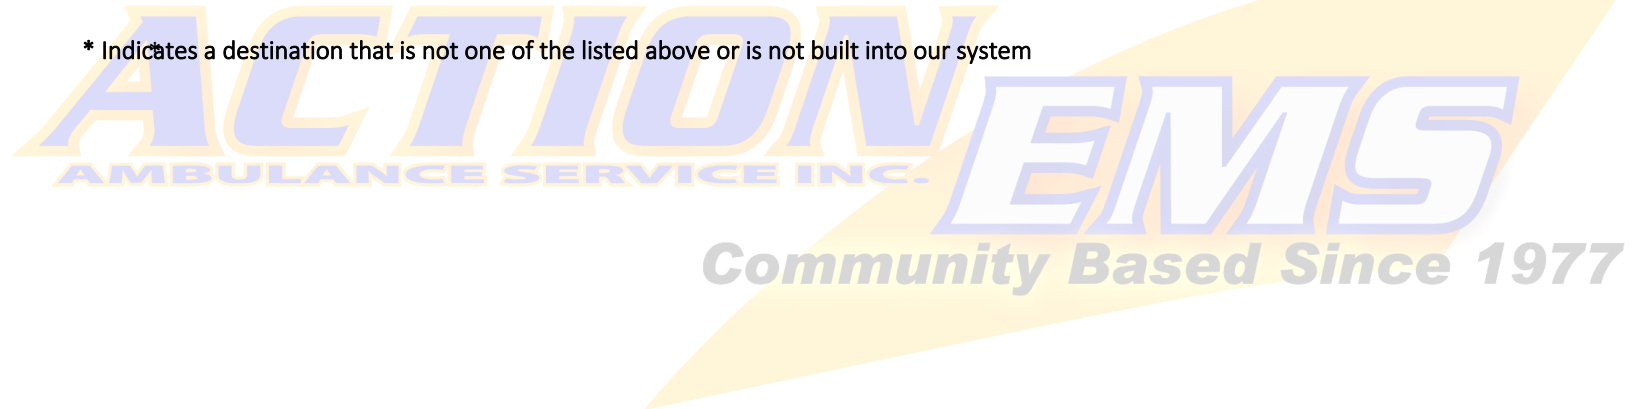 * Indicates a destination that is not one of the listed above or is not built into our system
*
ACTION
EMS
AMBULANCE SERVICE INC.
Community Based Since 1977